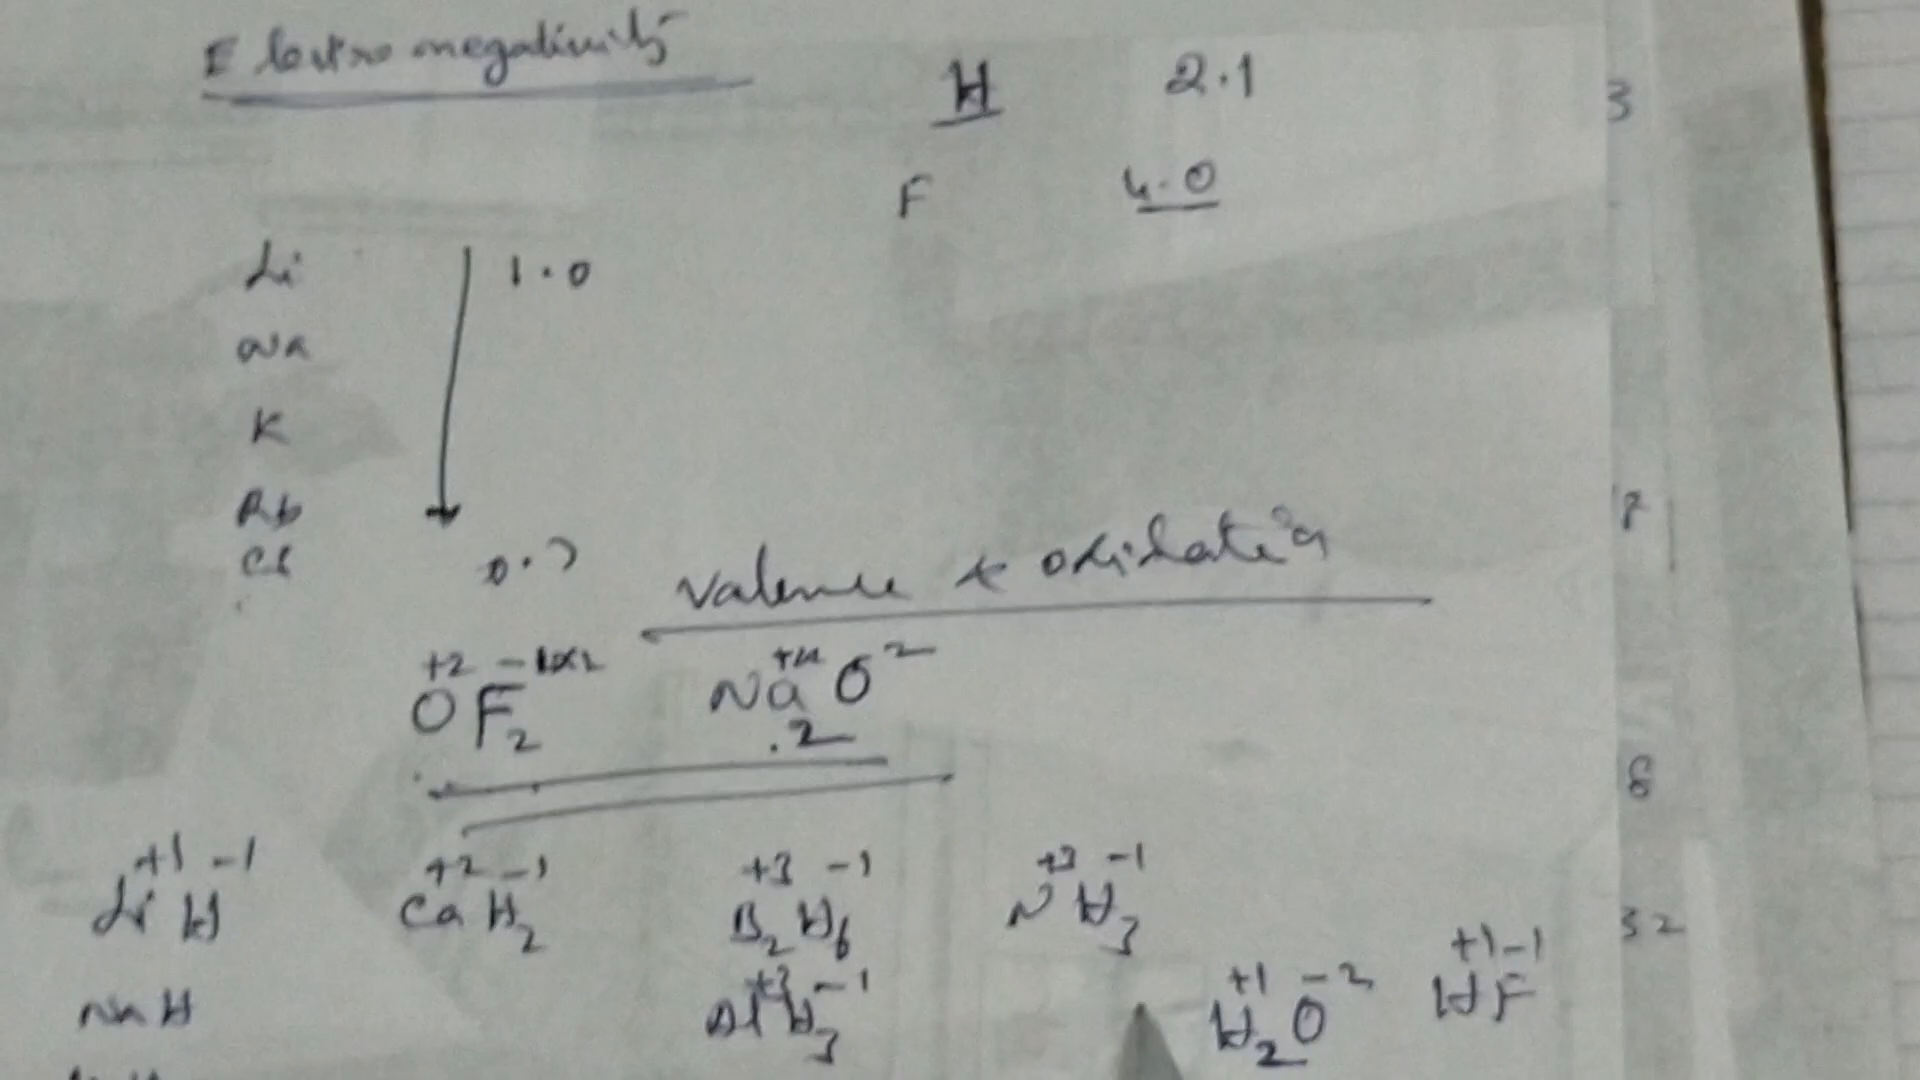 Electronegativity
H 2.1
F 4.0
Li 1.0
Na
K
Rb
Cs
0.7
Valence & oxidation
+2 -1x2
OF2
Na2O
+1 -1
LiH
+2 -1
CaH2
+3 -1
B2H6
+3 -1
NH3
NaH
+3 -1
AlH3
+1 -2
H2O
+1 -1
HF
3
8
32